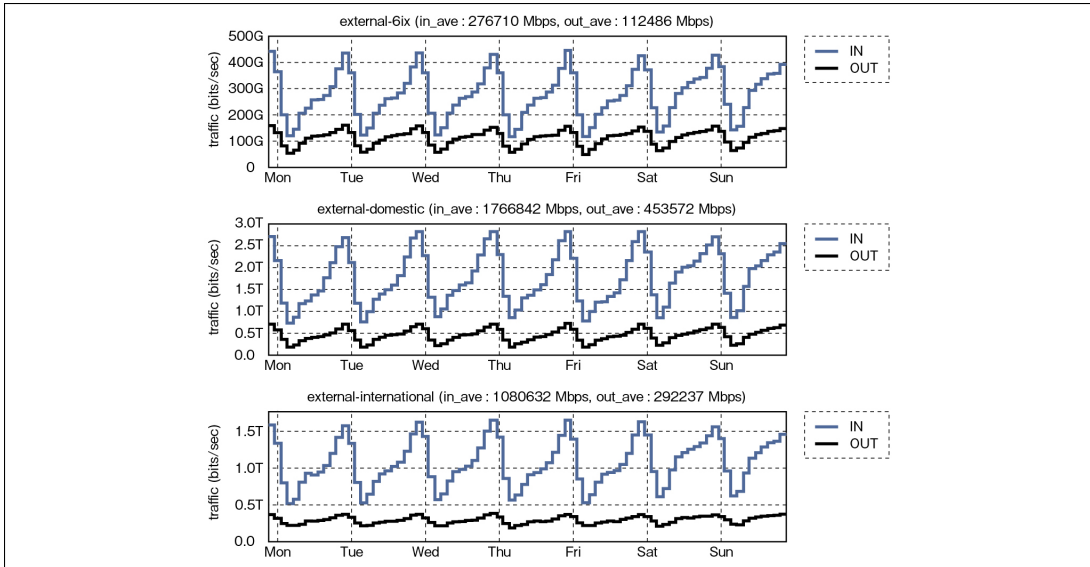 external-6ix (in_ave : 276710 Mbps, out_ave : 112486 Mbps)
traffic (bits/sec)
500G
400G
300G
200G
100G
0
Mon Tue Wed Thu Fri Sat Sun
IN
OUT
external-domestic (in_ave : 1766842 Mbps, out_ave : 453572 Mbps)
traffic (bits/sec)
3.0T
2.5T
2.0T
1.5T
1.0T
0.5T
0.0
Mon Tue Wed Thu Fri Sat Sun
IN
OUT
external-international (in_ave : 1080632 Mbps, out_ave : 292237 Mbps)
traffic (bits/sec)
1.5T
1.0T
0.5T
0.0
Mon Tue Wed Thu Fri Sat Sun
IN
OUT